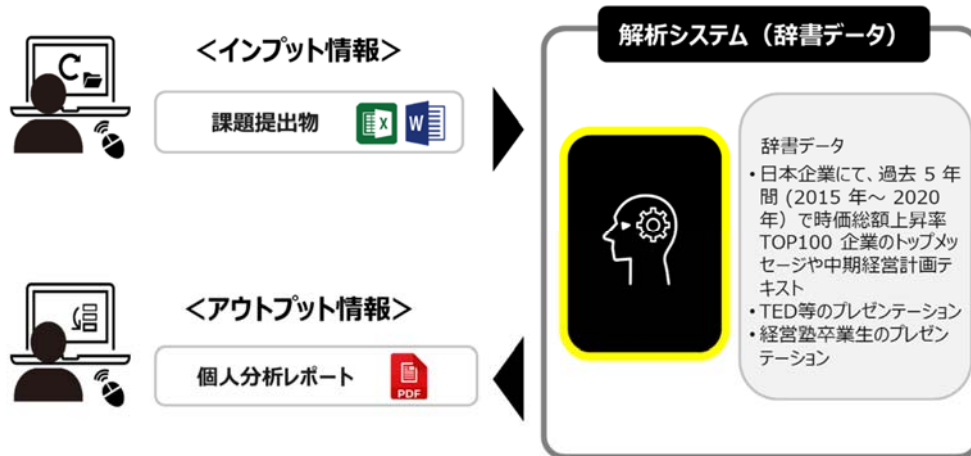 <インプット情報>
課題提出物
X
W
<アウトプット情報>
個人分析レポート
PDF
解析システム（辞書データ）
辞書データ
・日本企業にて、過去 5 年
間 (2015 年～ 2020
年）で時価総額上昇率
TOP100 企業のトップメッ
セージや中期経営計画テ
キスト
・TED等のプレゼンテーション
・経営塾卒業生のプレゼン
テーション